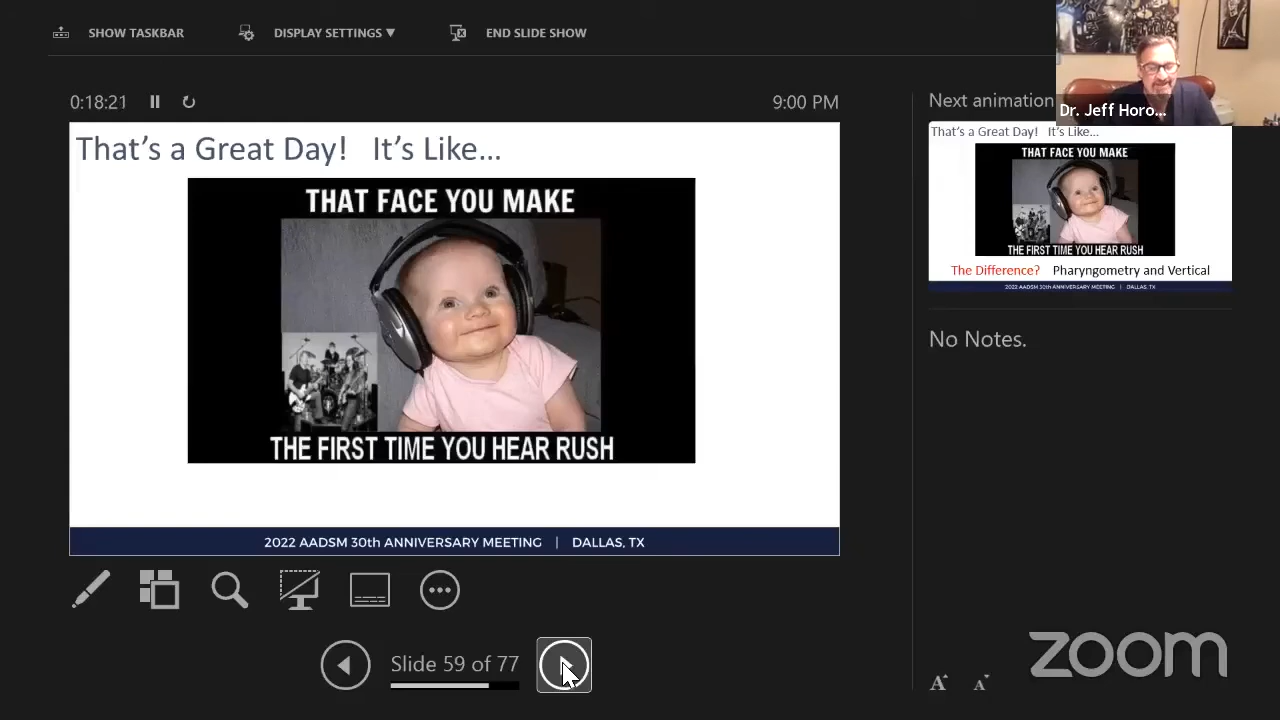 SHOW TASKBAR
DISPLAY SETTINGS ▼
END SLIDE SHOW
0:18:21
9:00 PM
That’s a Great Day! It’s Like...
THAT FACE YOU MAKE
THE FIRST TIME YOU HEAR RUSH
2022 AADSM 30th ANNIVERSARY MEETING | DALLAS, TX
Slide 59 of 77
Dr. Jeff Horo...
Next animation
That’s a Great Day! It’s Like...
THAT FACE YOU MAKE
THE FIRST TIME YOU HEAR RUSH
The Difference? Pharyngometry and Vertical
2022 AADSM 30th ANNIVERSARY MEETING | DALLAS, TX
No Notes.
A A
zoom